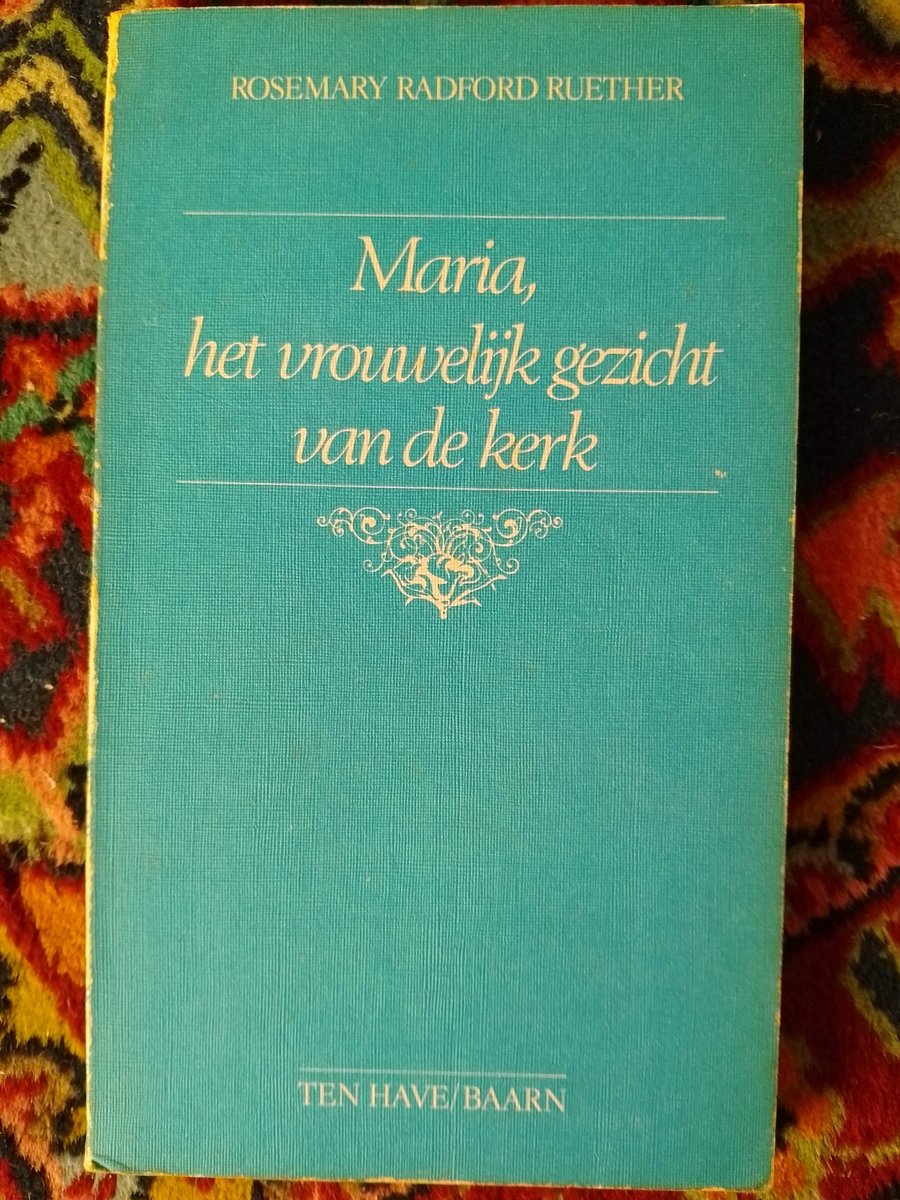 ROSEMARY RADFORD RUETHER
Maria,
het vrouwelijk gezicht
van de kerk
TEN HAVE/BAARN